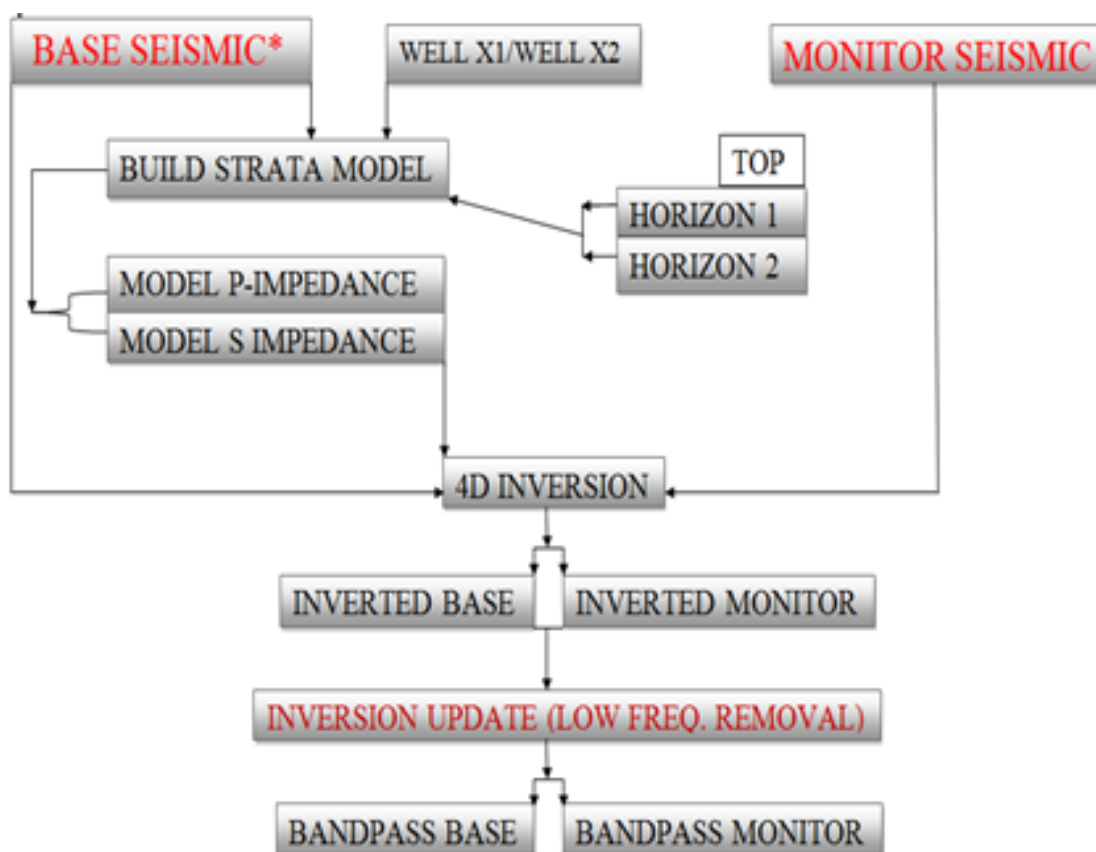 BASE SEISMIC*
WELL X1/WELL X2
MONITOR SEISMIC
BUILD STRATA MODEL
TOP
HORIZON 1
HORIZON 2
MODEL P-IMPEDANCE
MODEL S IMPEDANCE
4D INVERSION
INVERTED BASE
INVERTED MONITOR
INVERSION UPDATE (LOW FREQ. REMOVAL)
BANDPASS BASE
BANDPASS MONITOR